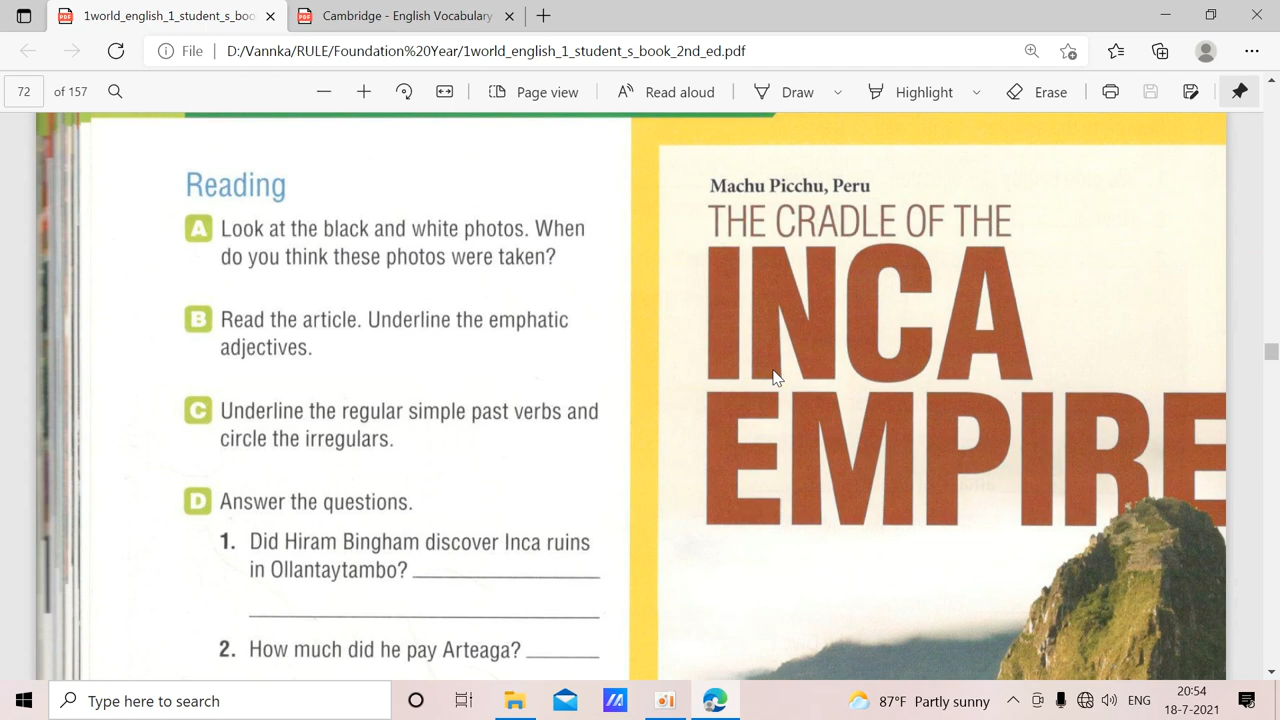 1world_english_1_student_s_boo
Cambridge - English Vocabulary
File
D:/Vannka/RULE/Foundation%20Year/1world_english_1_student_s_book_2nd_ed.pdf
72 of 157
Page view
Read aloud
Draw
Highlight
Erase
Reading
A Look at the black and white photos. When
do you think these photos were taken?
B Read the article. Underline the emphatic
adjectives.
C Underline the regular simple past verbs and
circle the irregulars.
D Answer the questions.
1. Did Hiram Bingham discover Inca ruins
in Ollantaytambo?
2. How much did he pay Arteaga?
Machu Picchu, Peru
THE CRADLE OF THE
INCA
EMPIRE
Type here to search
87°F Partly sunny
ENG
20:54
18-7-2021